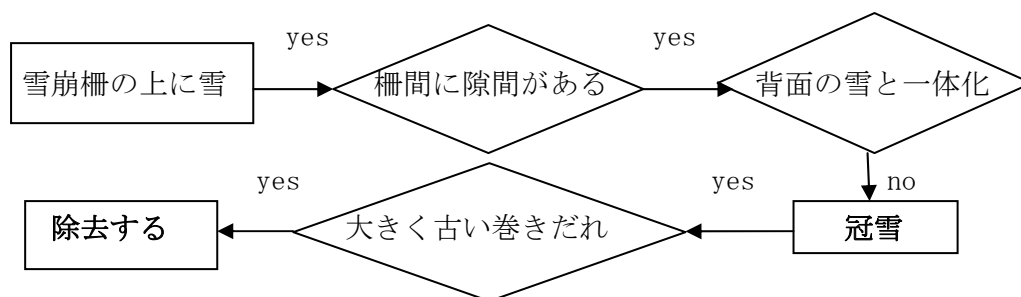 yes
yes
雪崩柵の上に雪
柵間に隙間がある
背面の雪と一体化
yes
yes
no
除去する
大きく古い巻きだれ
冠雪